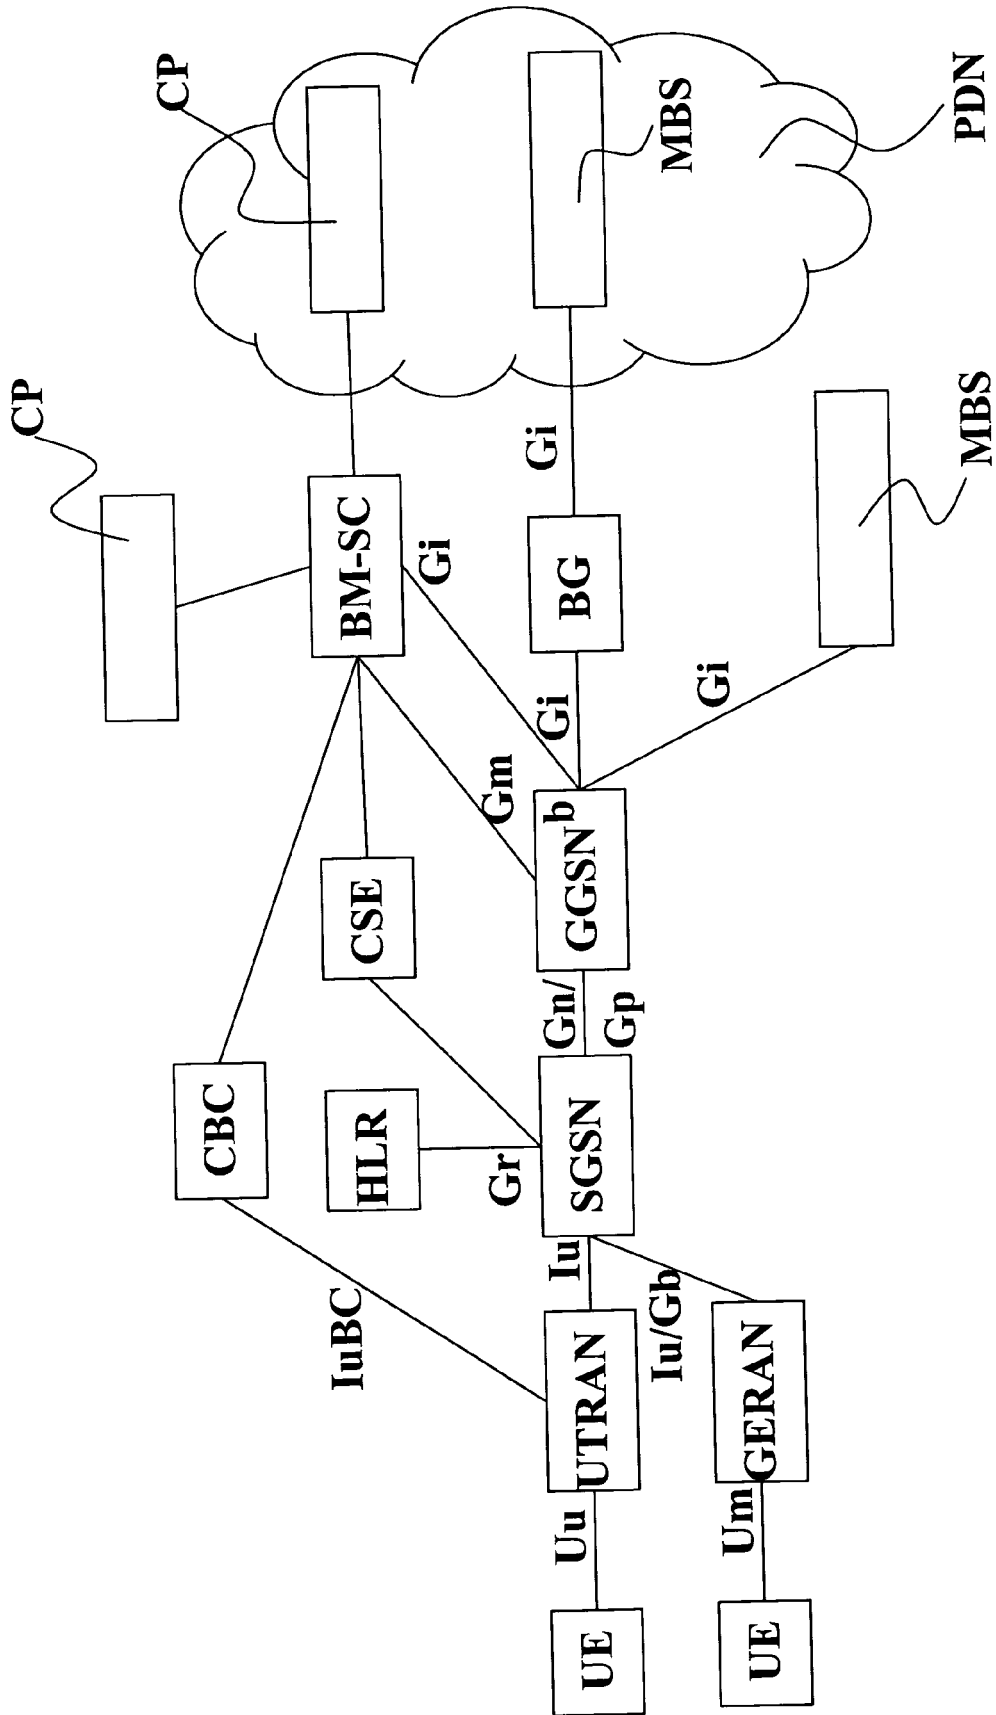 CP
CP
MBS
PDN
MBS
BM-SC
Gi
Gi
BG
Gi
Gi
Gm
GGSNb
CSE
CBC
HLR
Gr
Gn/
Gp
SGSN
IuBC
Iu
Iu/Gb
UTRAN
GERAN
Uu
Um
UE
UE